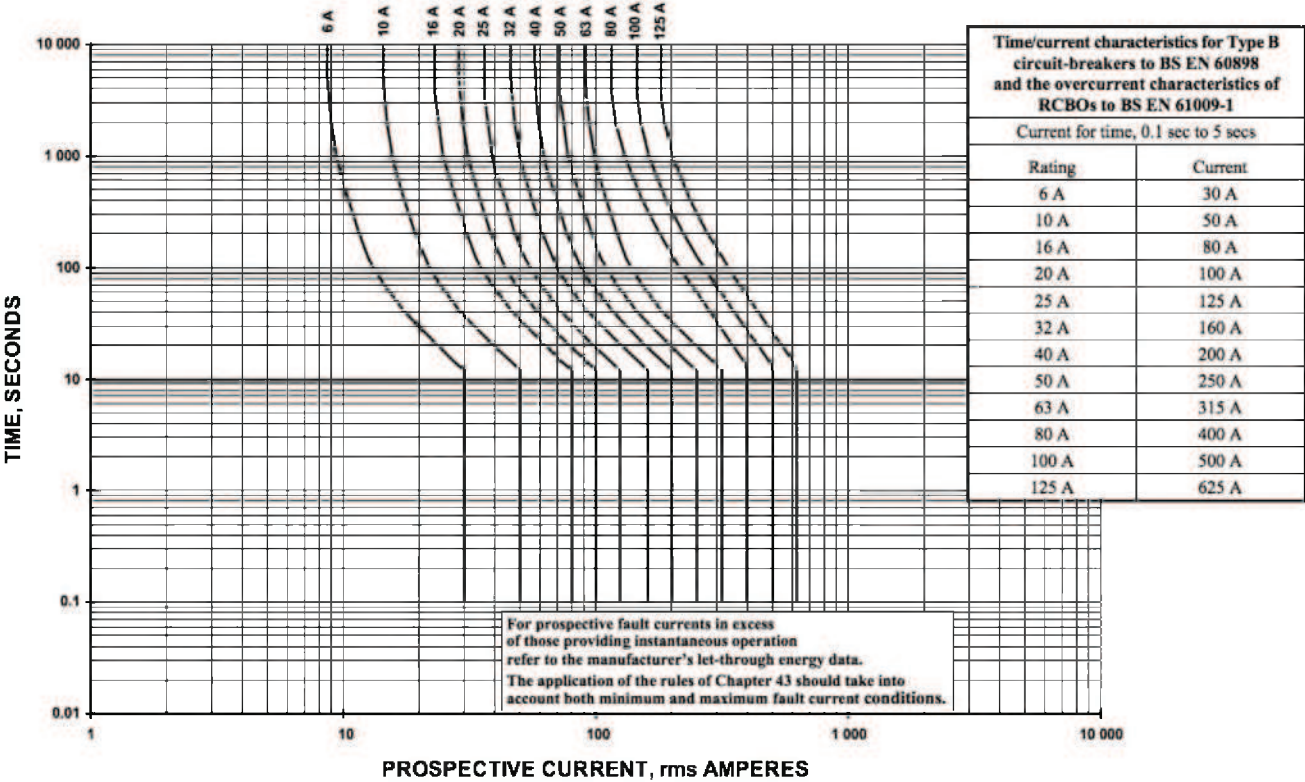 6 A 10 A 16 A 20 A 25 A 32 A 40 A 50 A 63 A 80 A 100 A 125 A
10 000
1 000
100
10
1
0.1
0.01
TIME, SECONDS
1 10 100 1 000 10 000
PROSPECTIVE CURRENT, rms AMPERES
For prospective fault currents in excess
of those providing instantaneous operation
refer to the manufacturer's let-through energy data.
The application of the rules of Chapter 43 should take into
account both minimum and maximum fault current conditions.
Time/current characteristics for Type B
circuit-breakers to BS EN 60898
and the overcurrent characteristics of
RCBOs to BS EN 61009-1
Current for time, 0.1 sec to 5 secs
Rating Current
6 A 30 A
10 A 50 A
16 A 80 A
20 A 100 A
25 A 125 A
32 A 160 A
40 A 200 A
50 A 250 A
63 A 315 A
80 A 400 A
100 A 500 A
125 A 625 A